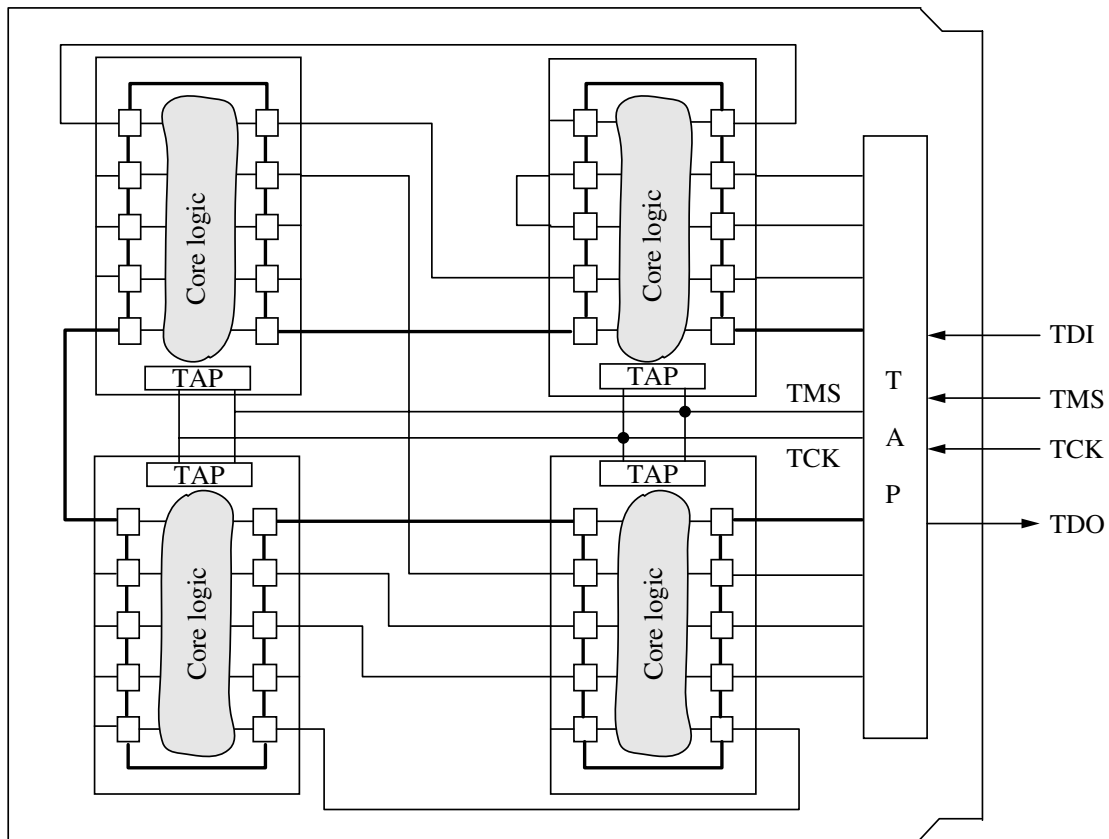 Core logic
Core logic
TAP
TAP
TMS
TCK
TAP
TAP
Core logic
Core logic
T
A
P
TDI
TMS
TCK
TDO